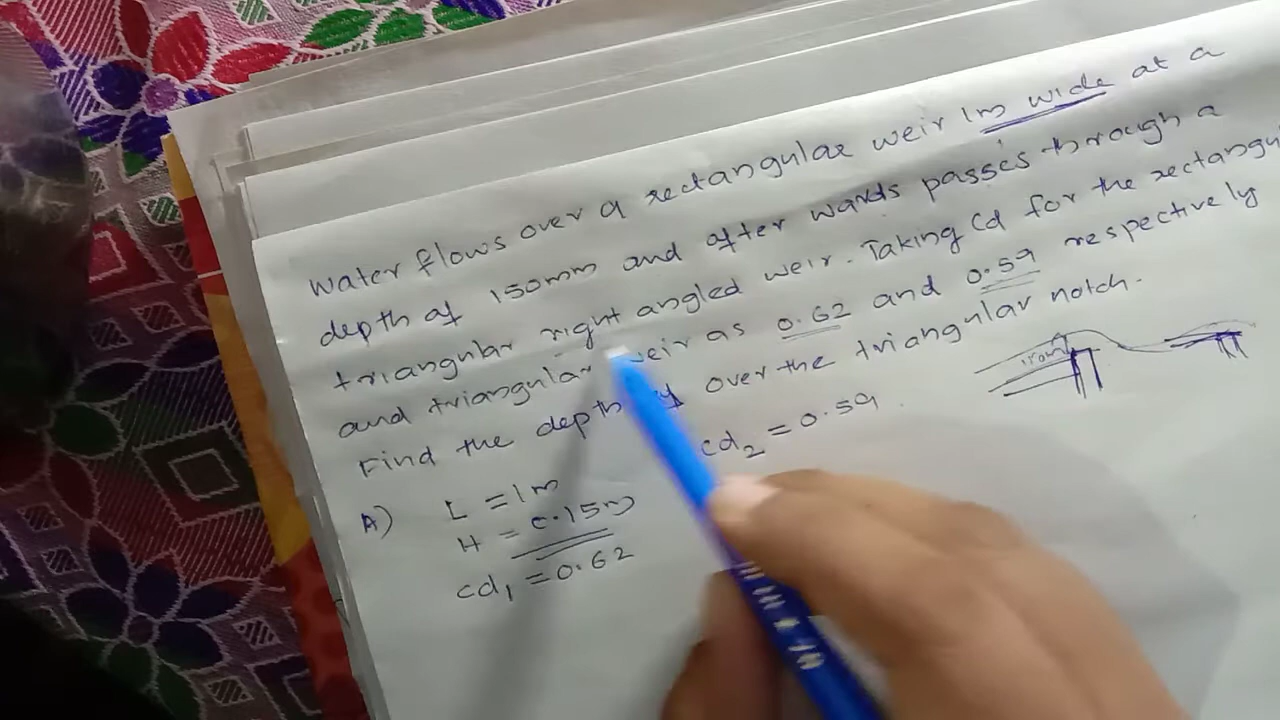 Water flows over a rectangular weir 1m wide at a
depth of 150mm and after wards passes through a
triangular right angled weir. Taking Cd for the rectangu
and triangular weir as 0.62 and 0.59 respectively
Find the depth over the triangular notch.
A) L = 1m
H = 0.15m
cd1 = 0.62
cd2 = 0.59